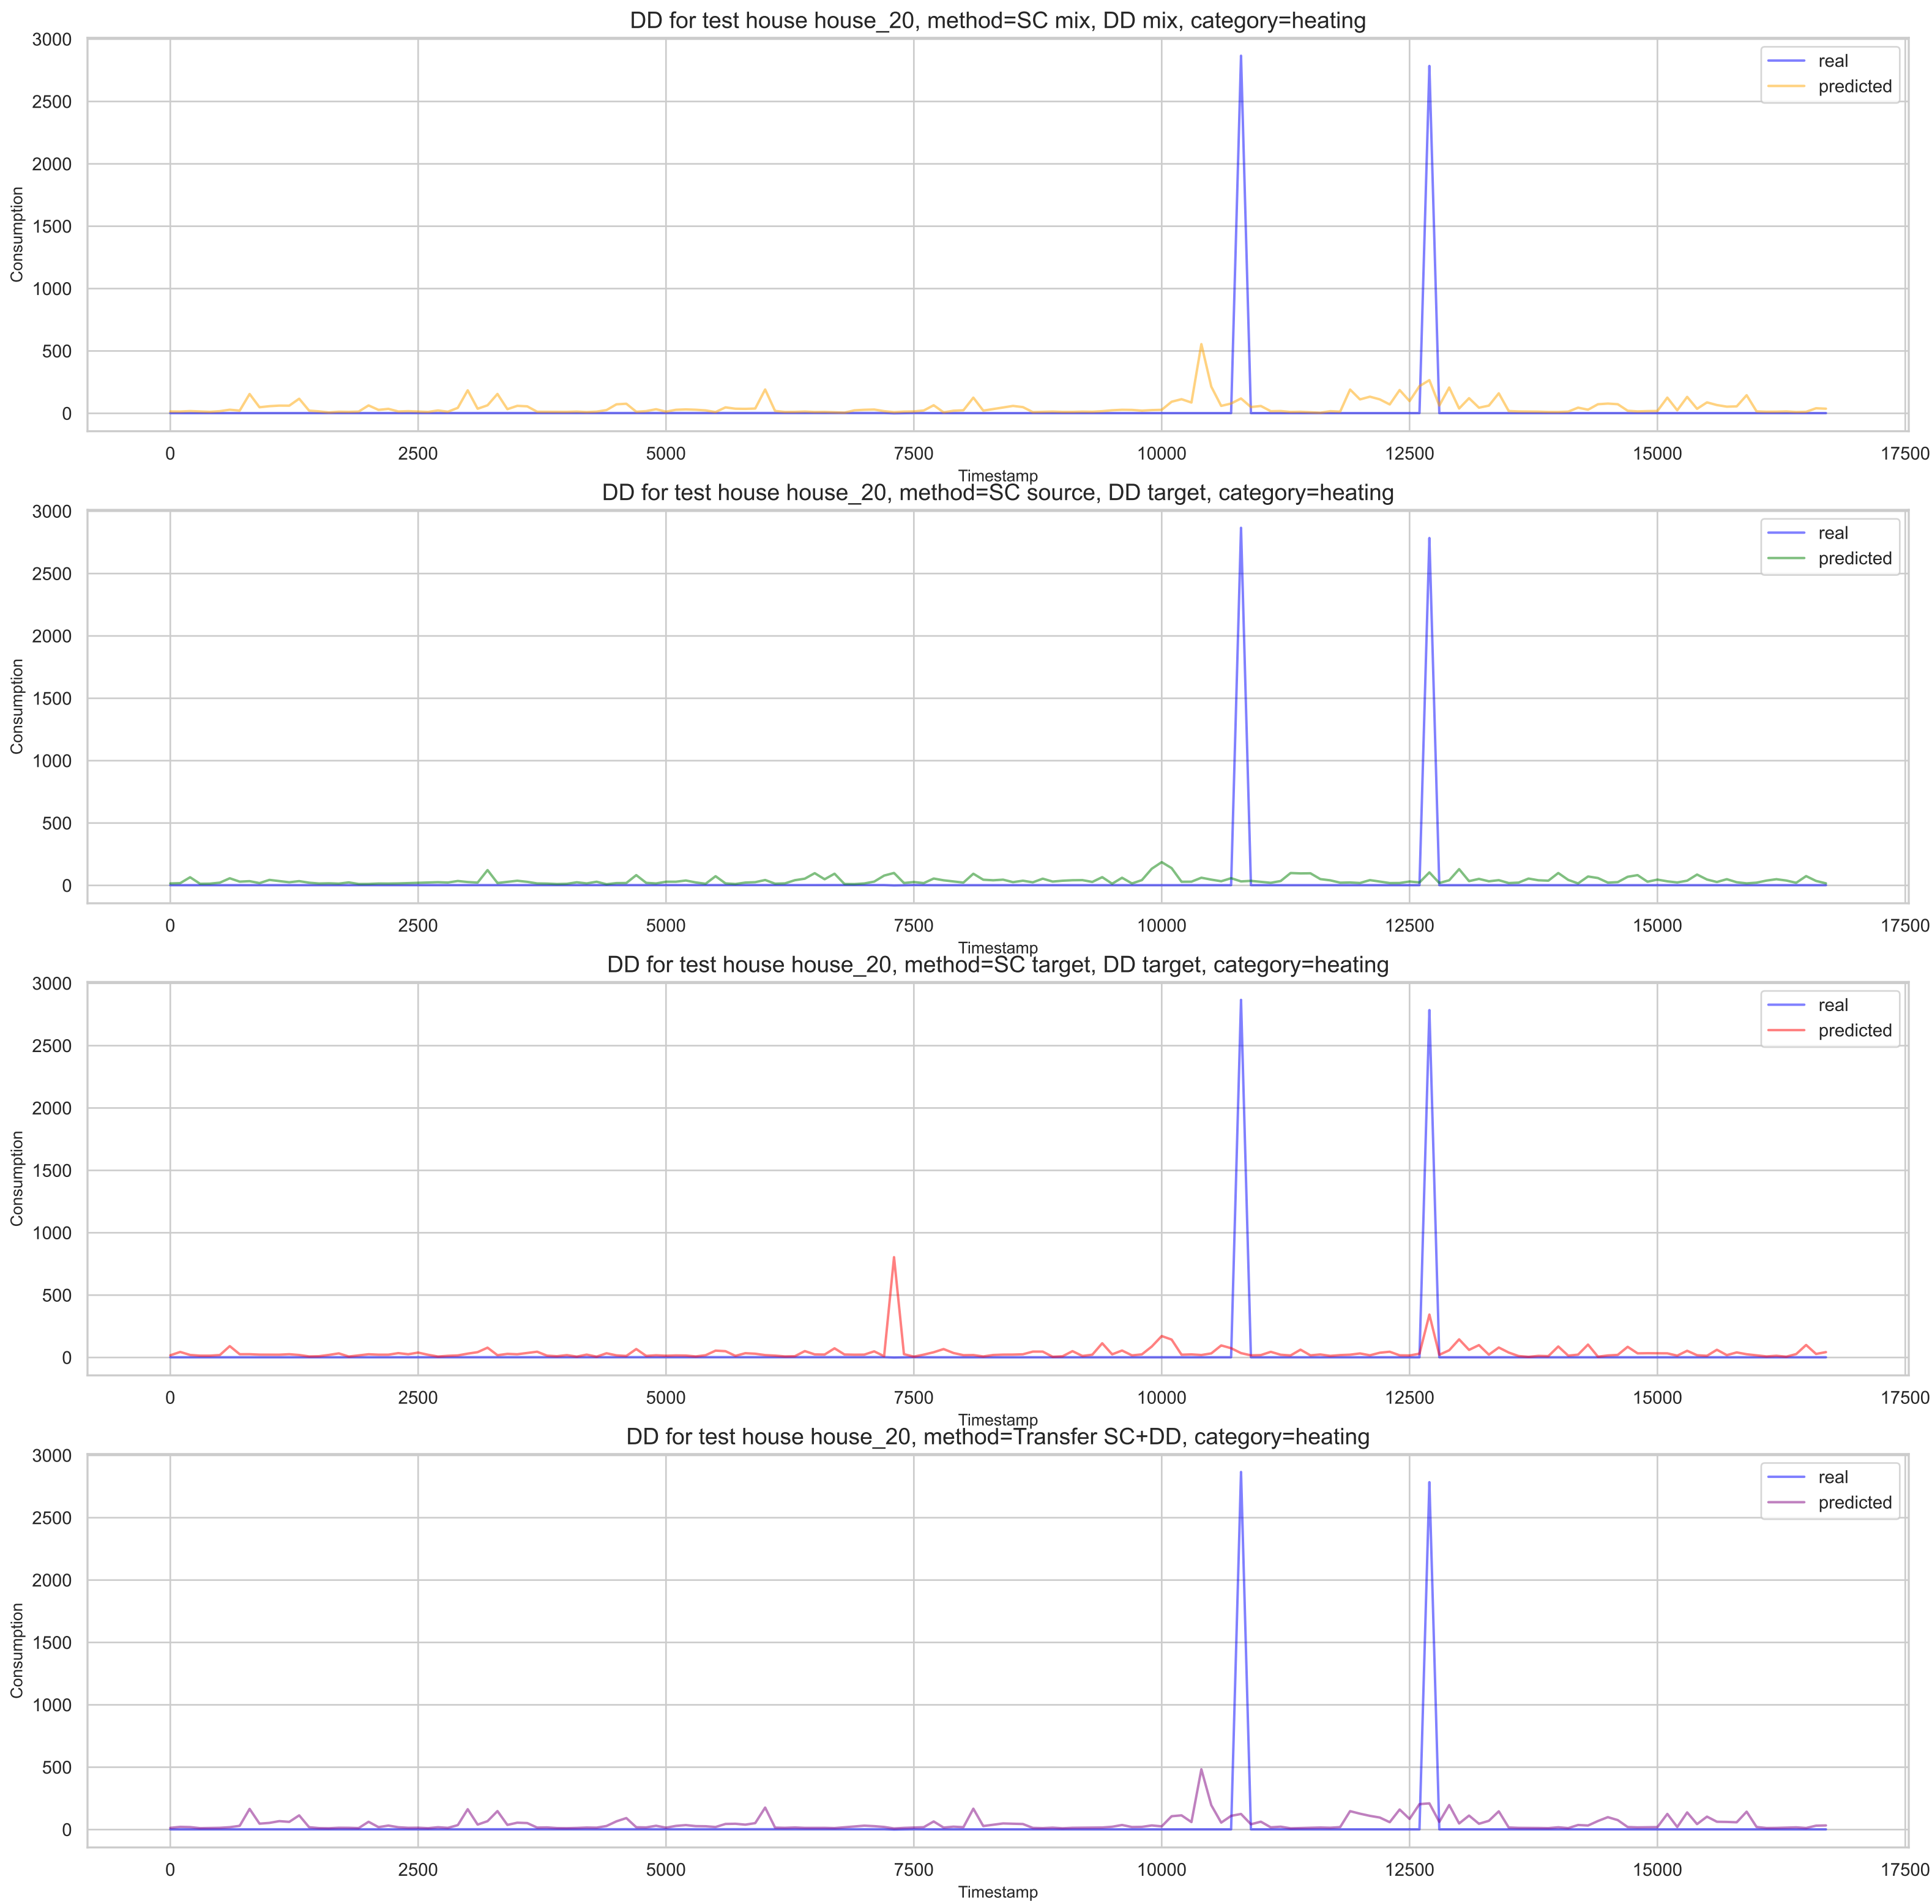 DD for test house house_20, method=SC mix, DD mix, category=heating
3000
real
predicted
2500
2000
1500
1000
500
0
Consumption
0 2500 5000 7500 10000 12500 15000 17500
Timestamp
DD for test house house_20, method=SC source, DD target, category=heating
3000
real
predicted
2500
2000
1500
1000
500
0
Consumption
0 2500 5000 7500 10000 12500 15000 17500
Timestamp
DD for test house house_20, method=SC target, DD target, category=heating
3000
real
predicted
2500
2000
1500
1000
500
0
Consumption
0 2500 5000 7500 10000 12500 15000 17500
Timestamp
DD for test house house_20, method=Transfer SC+DD, category=heating
3000
real
predicted
2500
2000
1500
1000
500
0
Consumption
0 2500 5000 7500 10000 12500 15000 17500
Timestamp